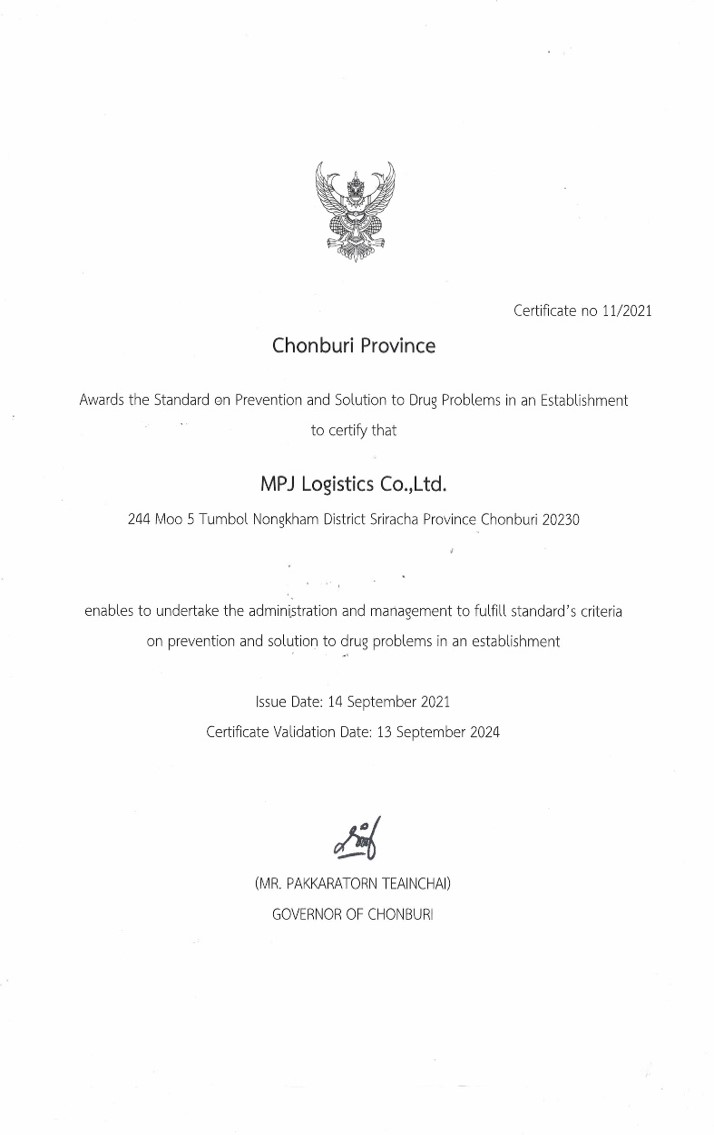 Certificate no 11/2021
Chonburi Province
Awards the Standard on Prevention and Solution to Drug Problems in an Establishment
to certify that
MPJ Logistics Co.,Ltd.
244 Moo 5 Tumbol Nongkham District Sriracha Province Chonburi 20230
enables to undertake the administration and management to fulfill standard's criteria
on prevention and solution to drug problems in an establishment
Issue Date: 14 September 2021
Certificate Validation Date: 13 September 2024
(MR. PAKKARATORN TEAINCHAI)
GOVERNOR OF CHONBURI